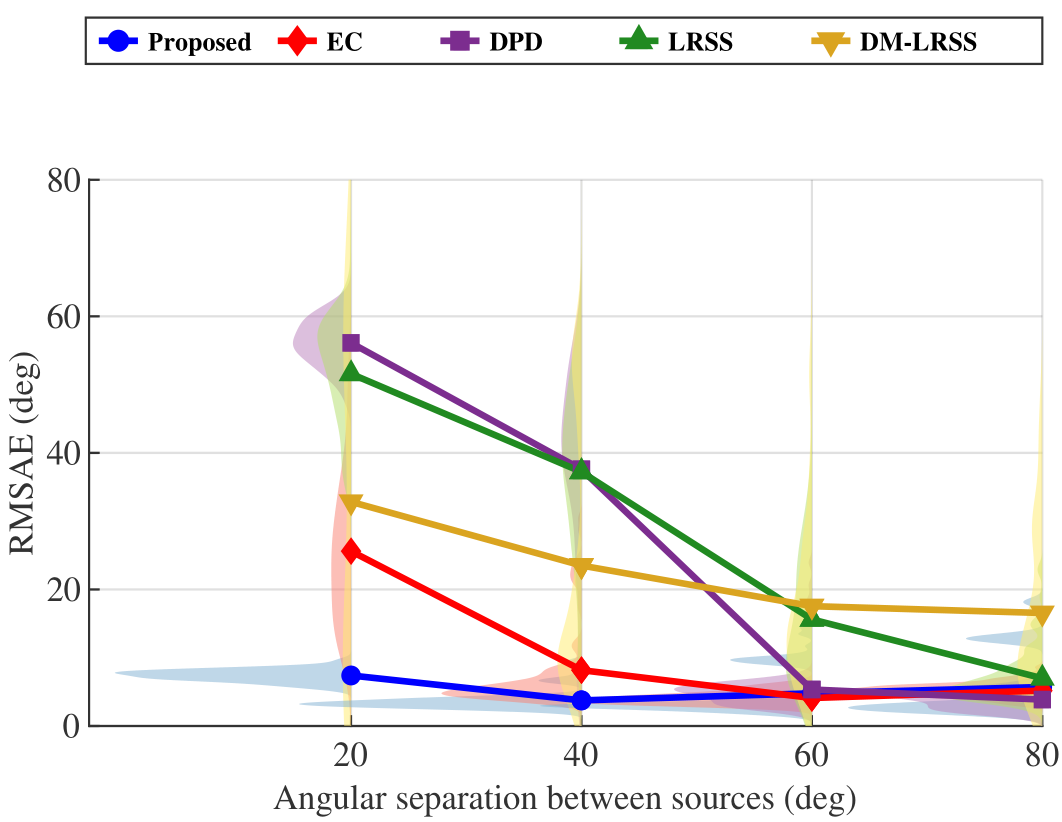 Proposed EC DPD LRSS DM-LRSS
80
60
40
20
0
RMSAE (deg)
20 40 60 80
Angular separation between sources (deg)